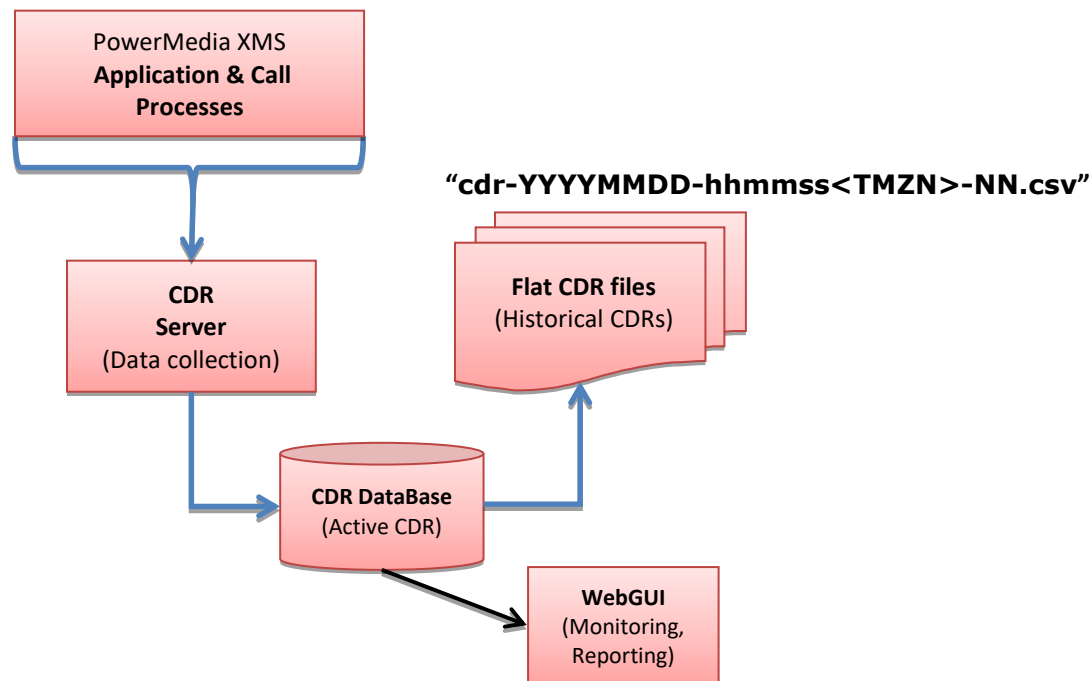 PowerMedia XMS
Application & Call
Processes
“cdr-YYYYMMDD-hhmmss<TMZN>-NN.csv”
CDR
Server
(Data collection)
Flat CDR files
(Historical CDRs)
CDR DataBase
(Active CDR)
WebGUI
(Monitoring,
Reporting)